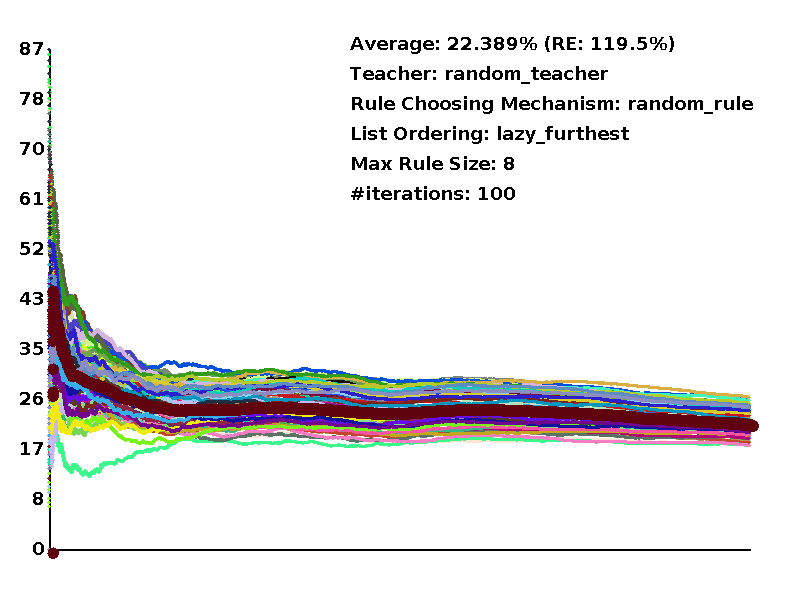 Average: 22.389% (RE: 119.5%)
Teacher: random_teacher
Rule Choosing Mechanism: random_rule
List Ordering: lazy_furthest
Max Rule Size: 8
#iterations: 100
87
78
70
61
52
43
35
26
17
8
0